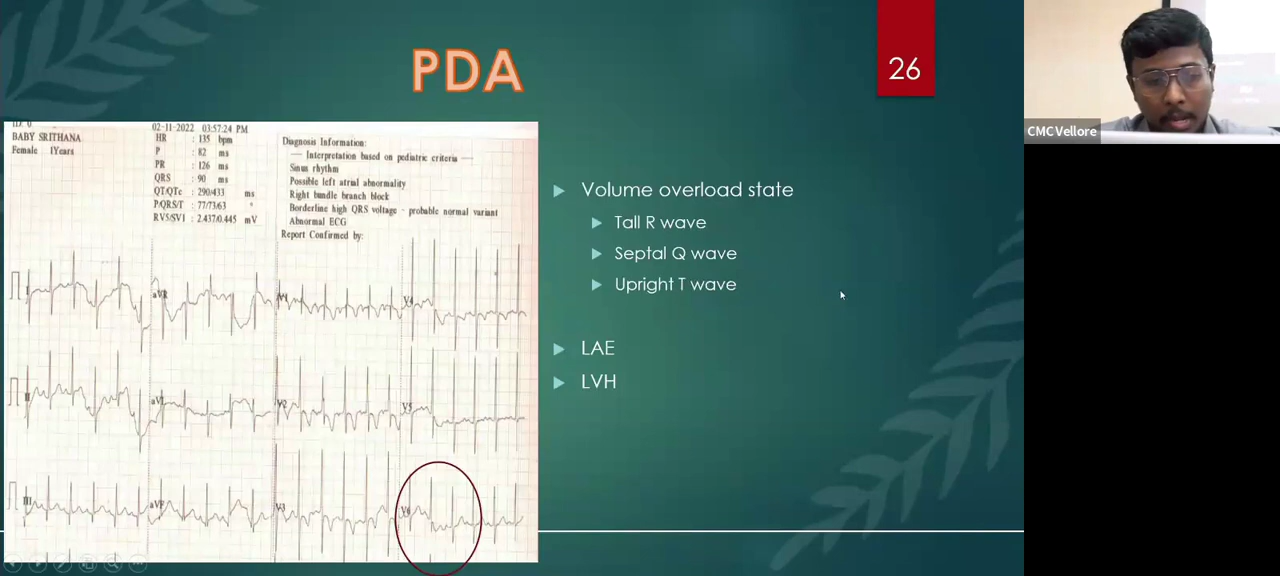 PDA
26
CMC Vellore
02-11-2022 03:57:24 PM
BABY SRITHANA
Female 1Years
HR : 135 bpm
P : 82 ms
PR : 126 ms
QRS : 90 ms
QT/QTc : 290/433 ms
P/QRS/T : 77/73/63 °
RV5/SV1 : 2.437/0.445 mV
Diagnosis Information:
---- Interpretation based on pediatric criteria ----
Sinus rhythm
Possible left atrial abnormality
Right bundle branch block
Borderline high QRS voltage - probable normal variant
Abnormal ECG
Report Confirmed by:
I aVR V1 V4
II aVL V2 V5
III aVF V3 V6
Volume overload state
Tall R wave
Septal Q wave
Upright T wave
LAE
LVH